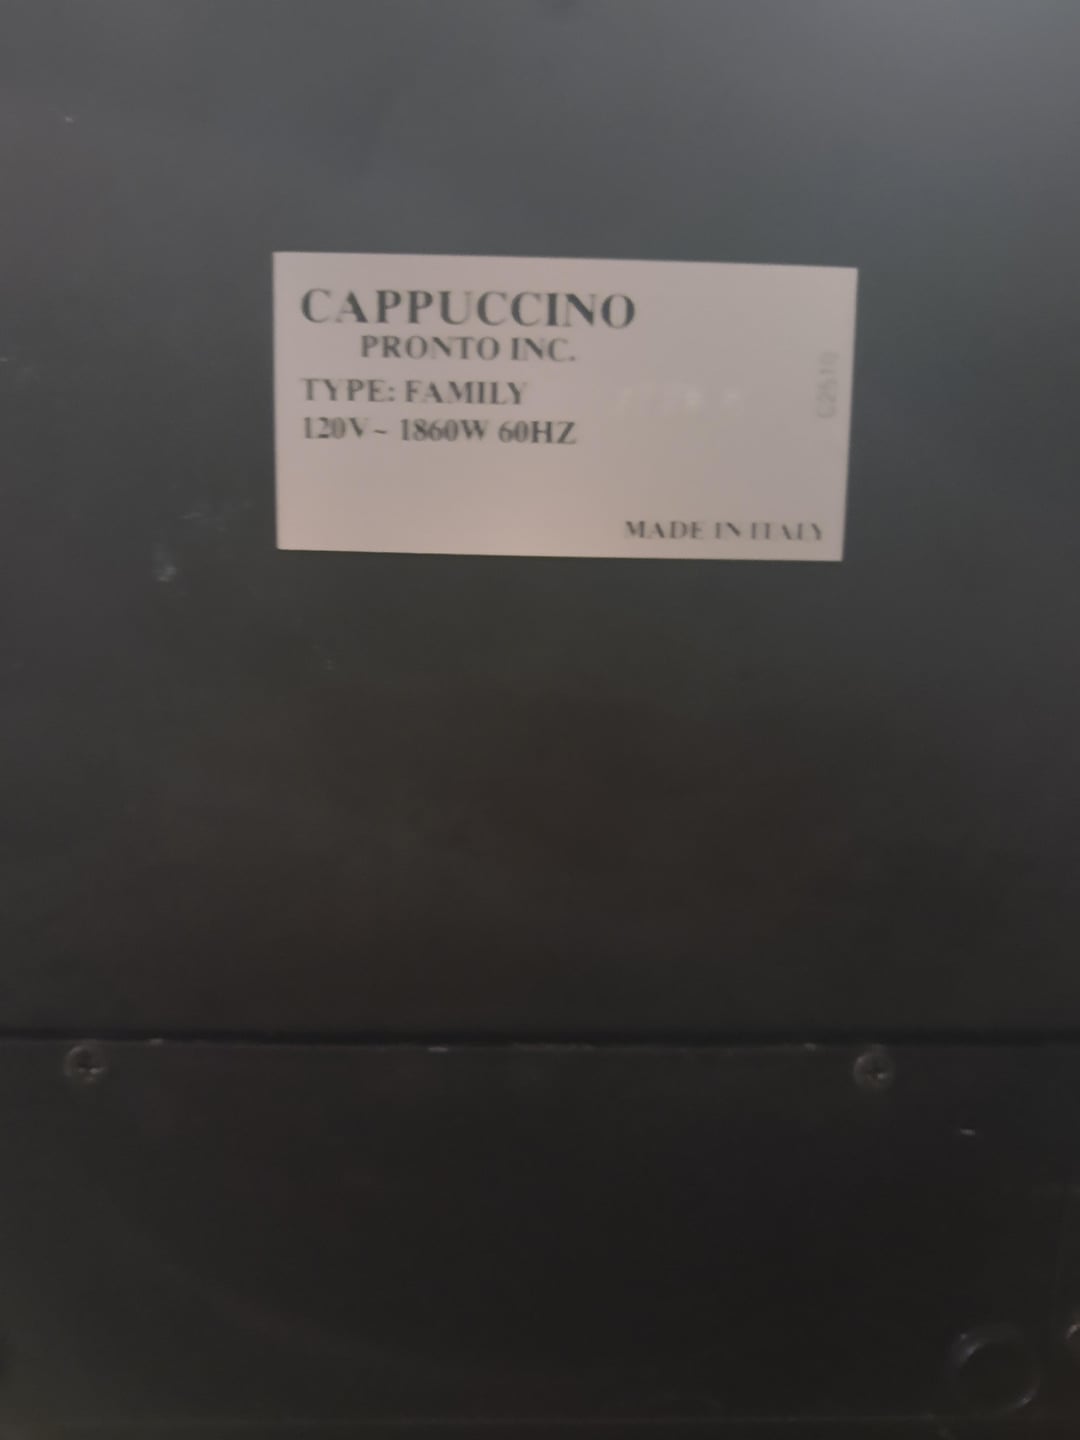 CAPPUCCINO
PRONTO INC.
TYPE: FAMILY
120V~ 1860W 60HZ
MADE IN ITALY